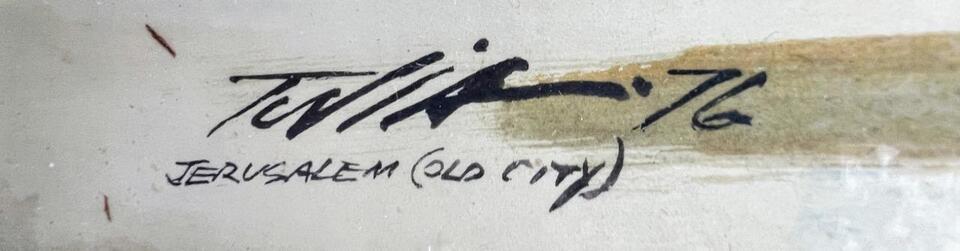 '76
JERUSALEM (OLD CITY)